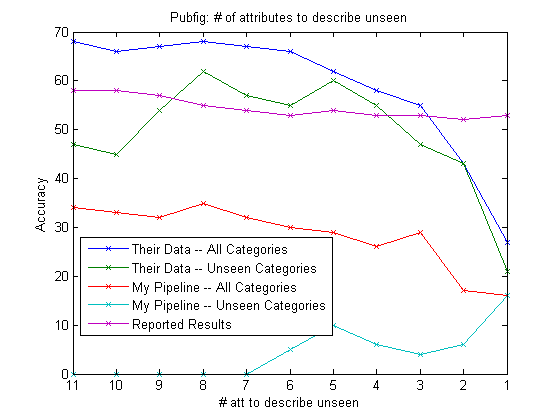 Pubfig: # of attributes to describe unseen
70
60
50
40
30
20
10
0
Accuracy
Their Data -- All Categories
Their Data -- Unseen Categories
My Pipeline -- All Categories
My Pipeline -- Unseen Categories
Reported Results
11 10 9 8 7 6 5 4 3 2 1
# att to describe unseen